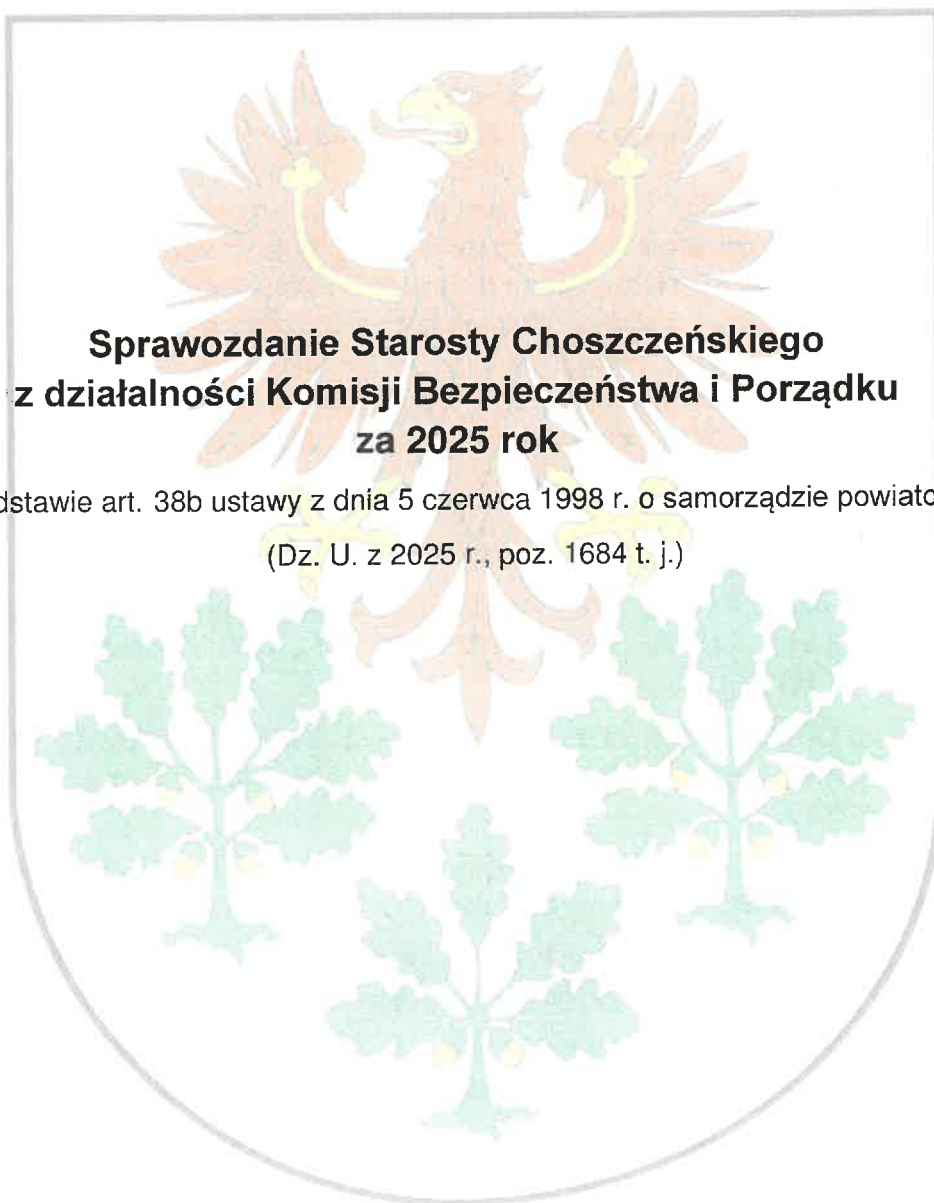 Sprawozdanie Starosty Choszczeńskiego
z działalności Komisji Bezpieczeństwa i Porządku
za 2025 rok
dstawie art. 38b ustawy z dnia 5 czerwca 1998 r. o samorządzie powiato
(Dz. U. z 2025 r., poz. 1684 t. j.)